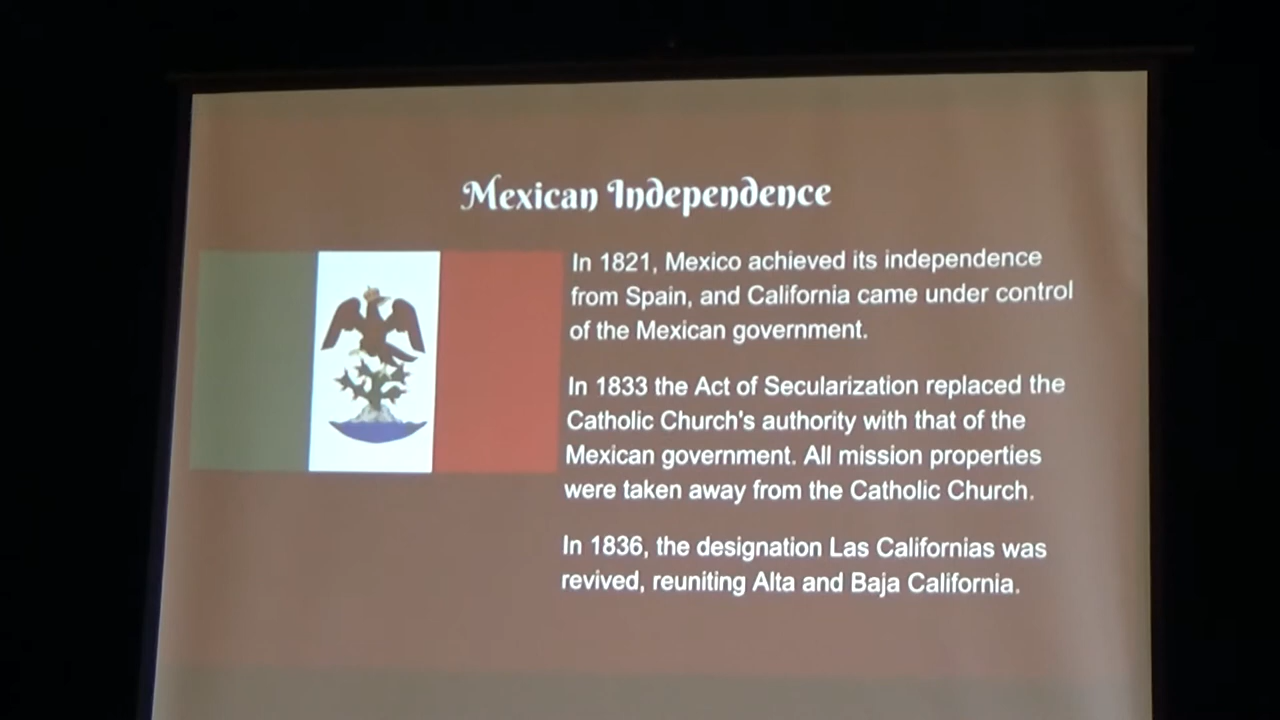 Mexican Independence
In 1821, Mexico achieved its independence
from Spain, and California came under control
of the Mexican government.
In 1833 the Act of Secularization replaced the
Catholic Church's authority with that of the
Mexican government. All mission properties
were taken away from the Catholic Church.
In 1836, the designation Las Californias was
revived, reuniting Alta and Baja California.